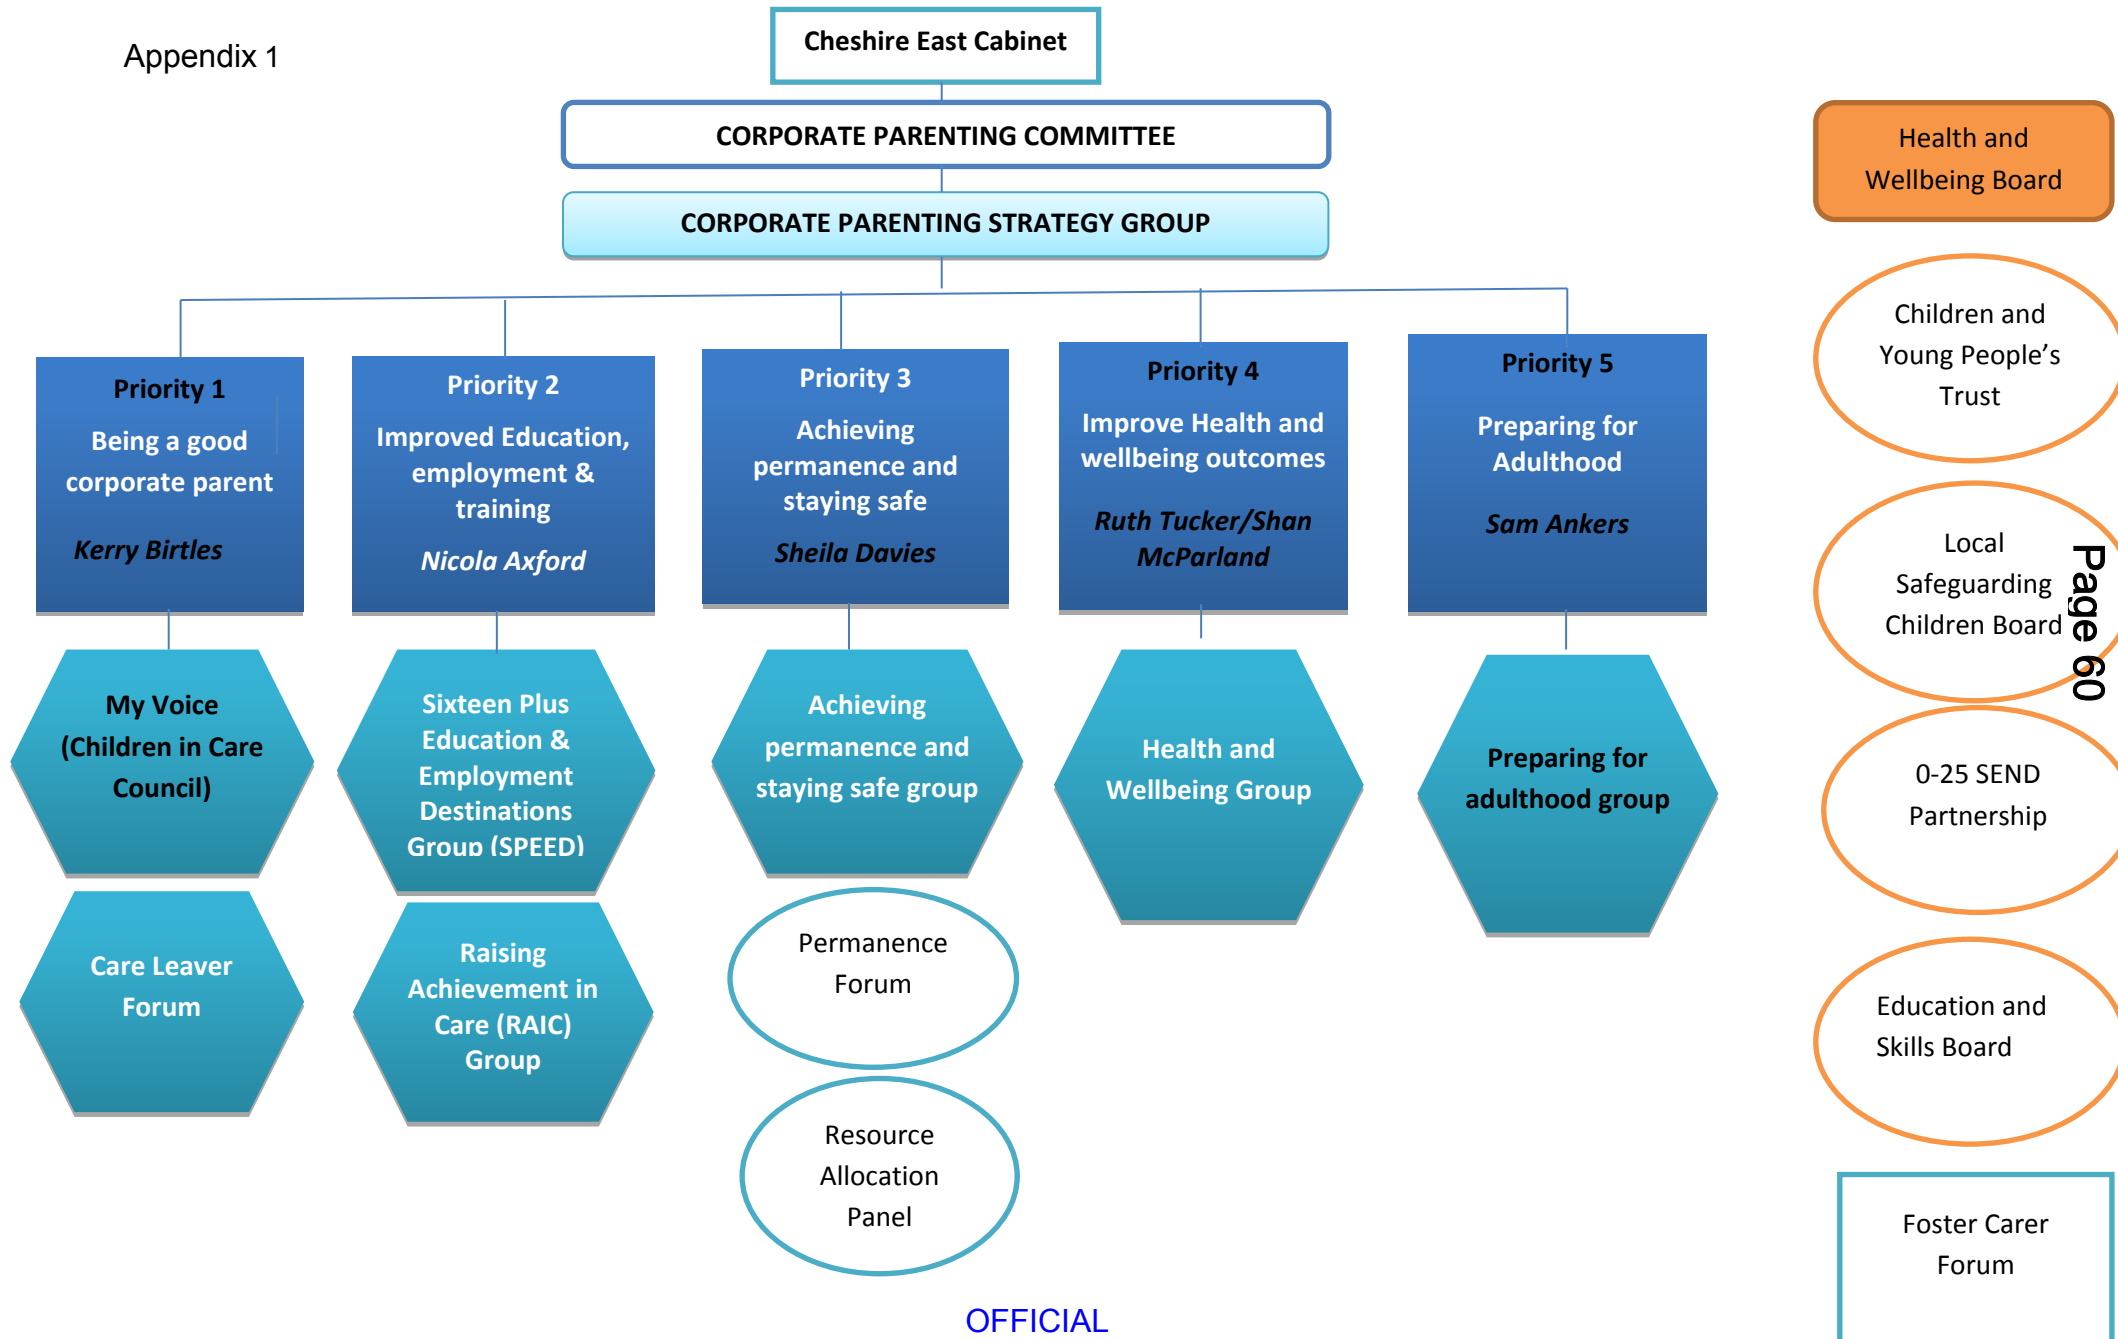 Appendix 1
Cheshire East Cabinet
CORPORATE PARENTING COMMITTEE
CORPORATE PARENTING STRATEGY GROUP
Priority 1
Being a good
corporate parent
Kerry Birtles
Priority 2
Improved Education,
employment &
training
Nicola Axford
Priority 3
Achieving
permanence and
staying safe
Sheila Davies
Priority 4
Improve Health and
wellbeing outcomes
Ruth Tucker/Shan
McParland
Priority 5
Preparing for
Adulthood
Sam Ankers
My Voice
(Children in Care
Council)
Sixteen Plus
Education &
Employment
Destinations
Group (SPEED)
Achieving
permanence and
staying safe group
Health and
Wellbeing Group
Preparing for
adulthood group
Care Leaver
Forum
Raising
Achievement in
Care (RAIC)
Group
Permanence
Forum
Resource
Allocation
Panel
Health and
Wellbeing Board
Children and
Young People’s
Trust
Local
Safeguarding
Children Board
0-25 SEND
Partnership
Education and
Skills Board
Foster Carer
Forum
Page 60
OFFICIAL